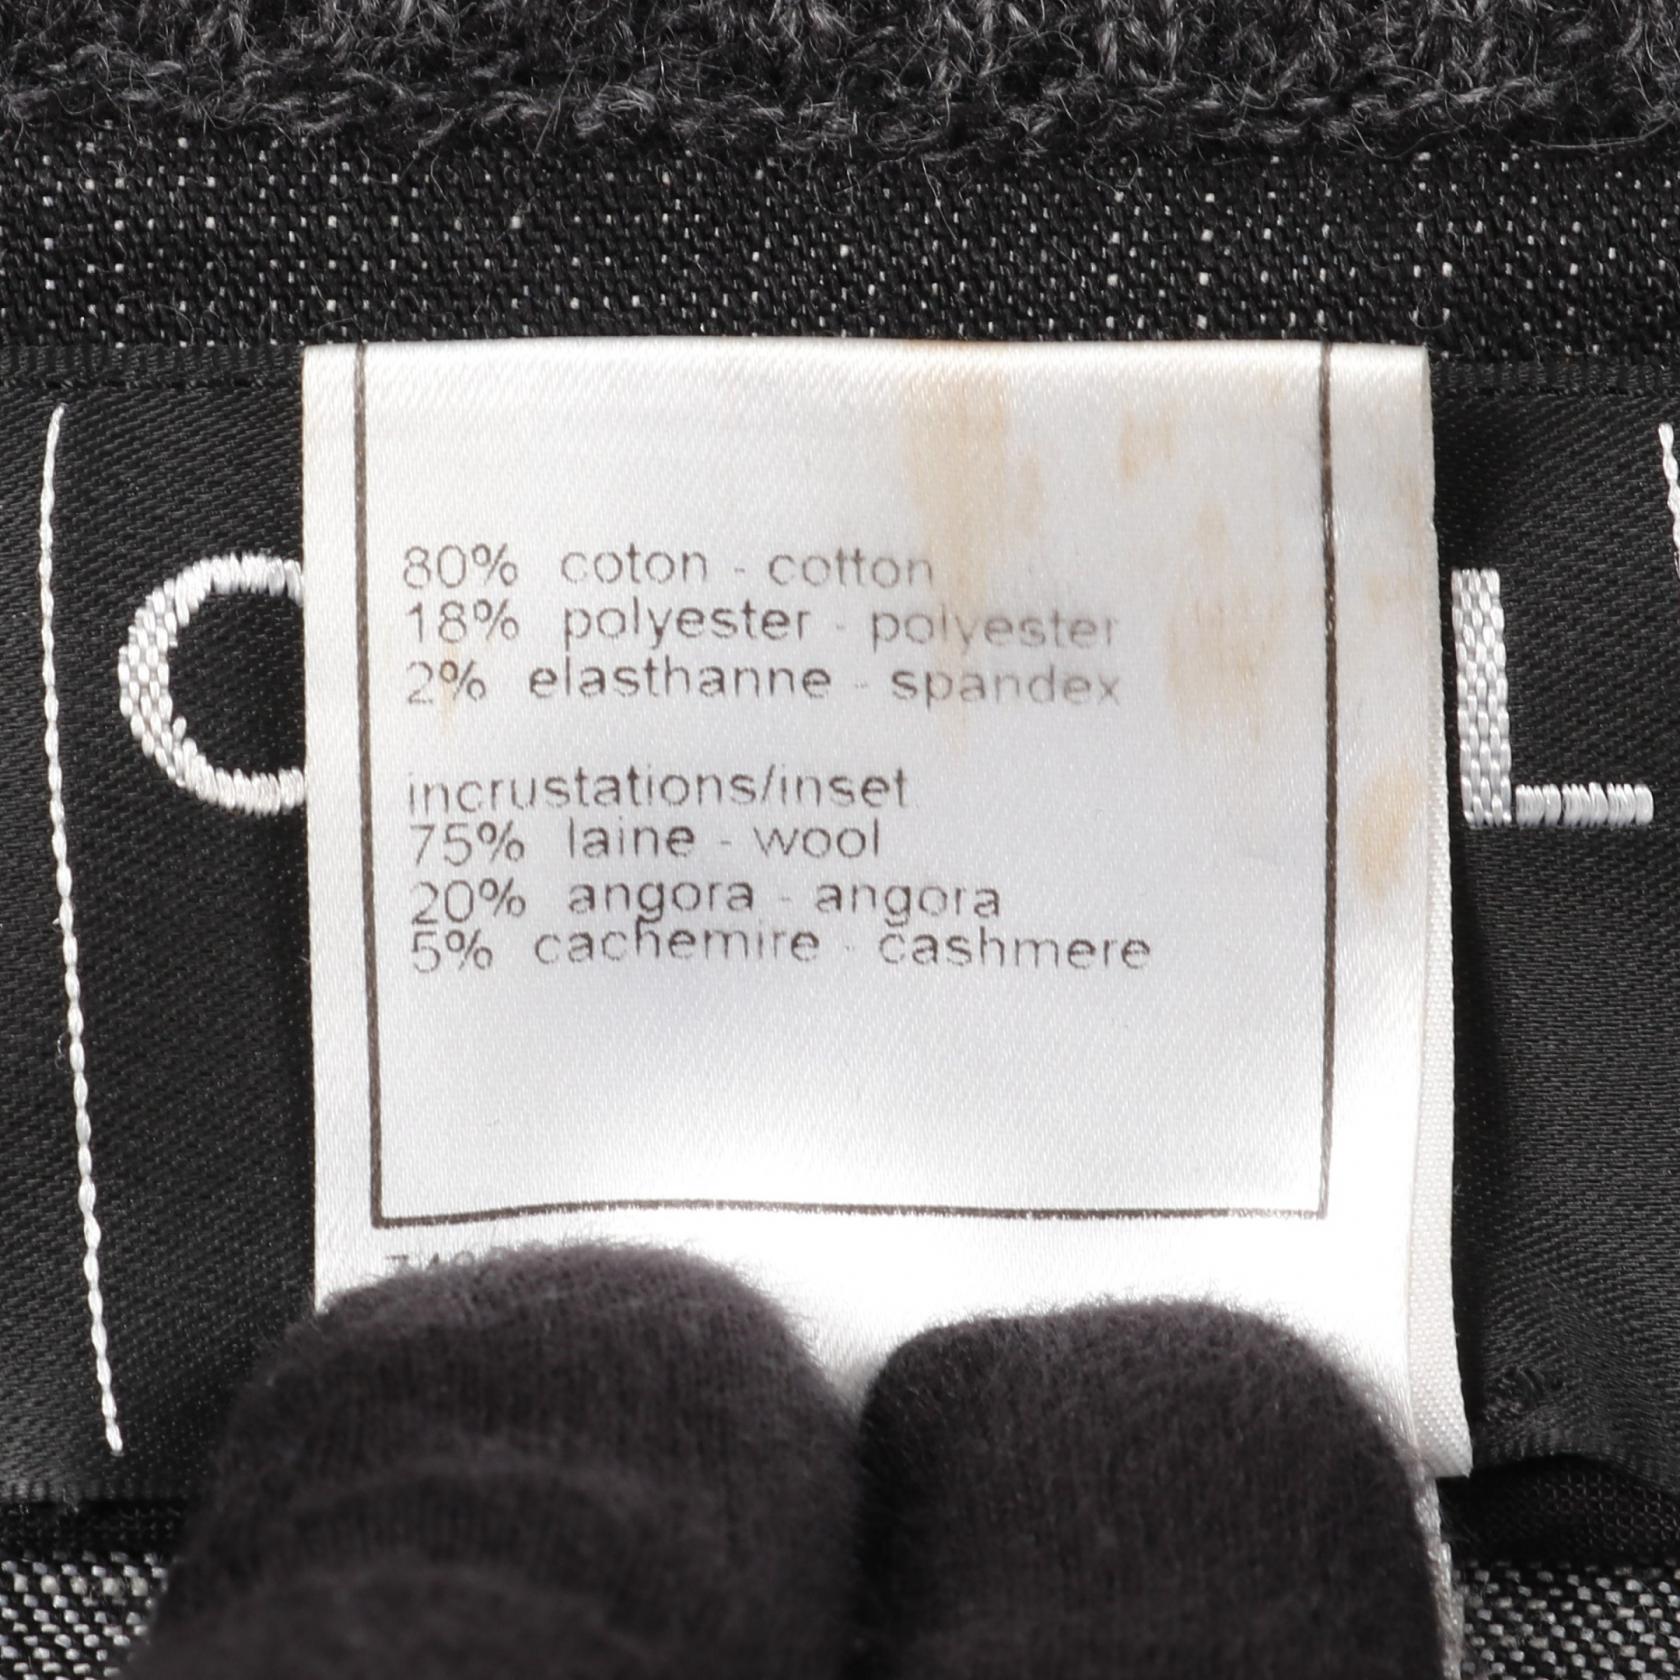 80% coton - cotton
18% polyester - polyester
2% elasthanne - spandex
incrustations/inset
75% laine - wool
20% angora - angora
5% cachemire - cashmere
C L